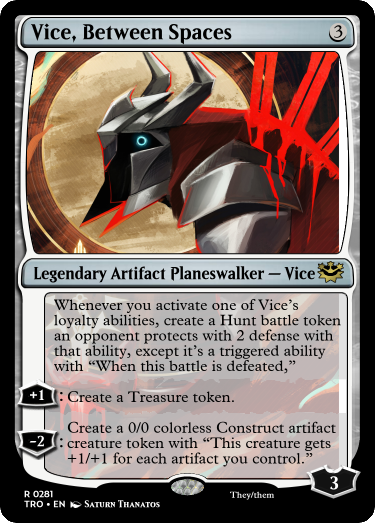 Vice, Between Spaces 3
Legendary Artifact Planeswalker — Vice
Whenever you activate one of Vice's
loyalty abilities, create a Hunt battle token
an opponent protects with 2 defense with
that ability, except it's a triggered ability
with “When this battle is defeated,”
+1: Create a Treasure token.
Create a 0/0 colorless Construct artifact
-2: creature token with “This creature gets
+1/+1 for each artifact you control.”
3
R 0281
TRO • EN Saturn Thanatos They/them